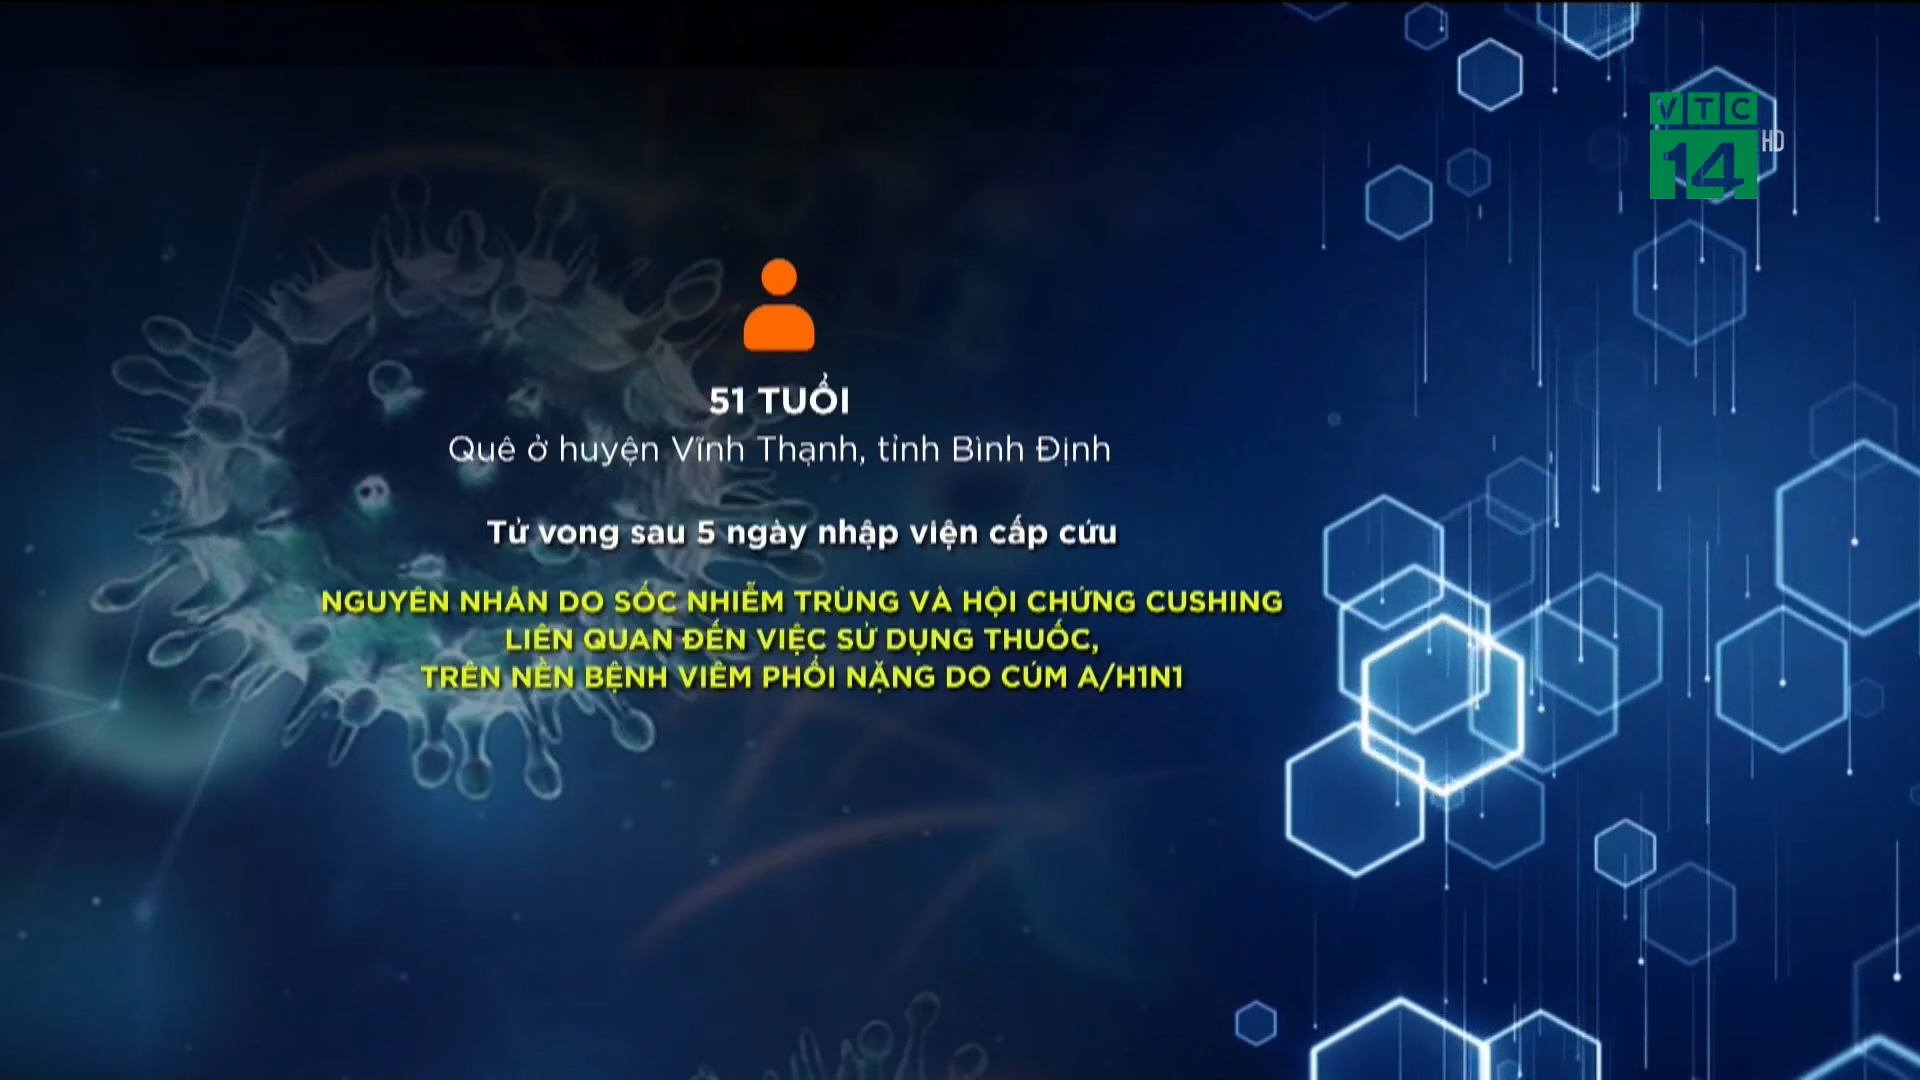 VTC
14
HD
51 TUỔI
Quê ở huyện Vĩnh Thạnh, tỉnh Bình Định
Tử vong sau 5 ngày nhập viện cấp cứu
NGUYÊN NHÂN DO SỐC NHIỄM TRÙNG VÀ HỘI CHỨNG CUSHING
LIÊN QUAN ĐẾN VIỆC SỬ DỤNG THUỐC,
TRÊN NỀN BỆNH VIÊM PHỔI NẶNG DO CÚM A/H1N1